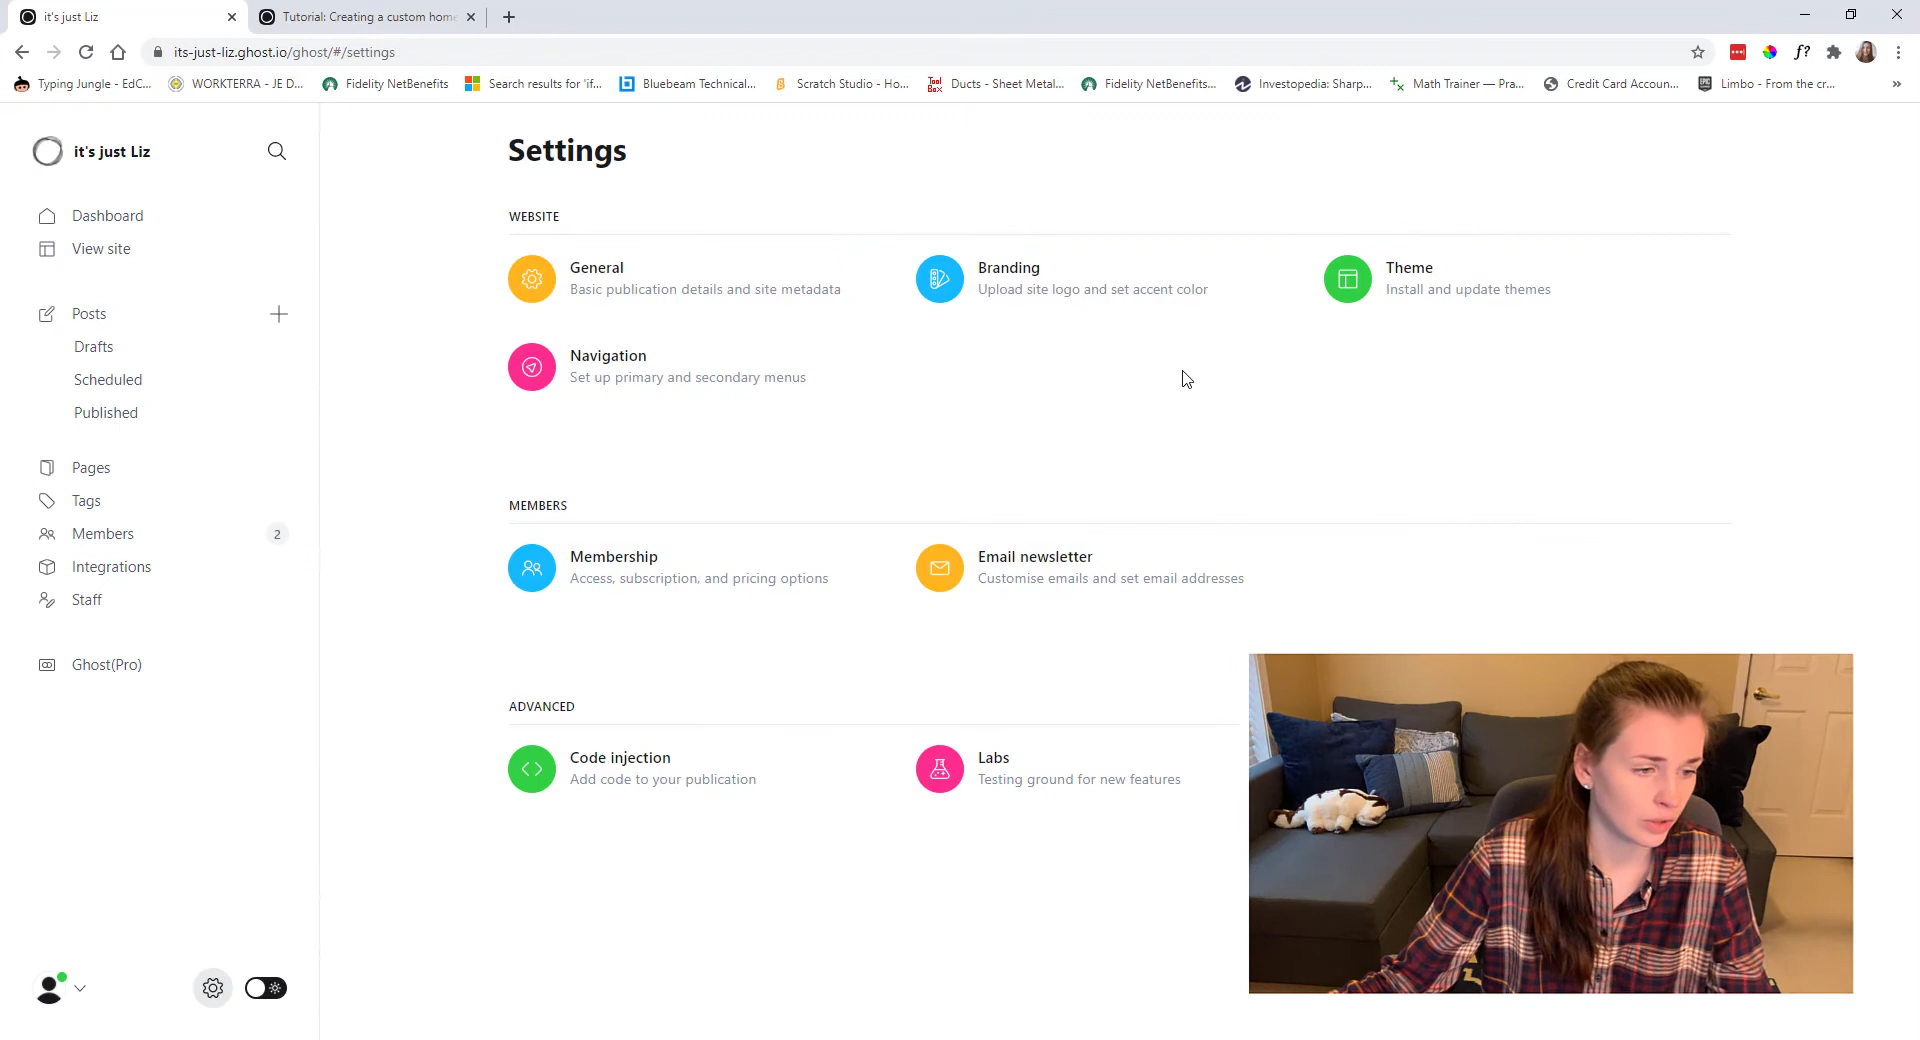 it's just Liz
Tutorial: Creating a custom home
its-just-liz.ghost.io/ghost/#/settings
f?
Typing Jungle - EdC...
WORKTERRA - JE D...
Fidelity NetBenefits
Search results for 'if...
Bluebeam Technical...
Scratch Studio - Ho...
Tool Box
Ducts - Sheet Metal...
Fidelity NetBenefits...
Investopedia: Sharp...
Math Trainer — Pra...
Credit Card Accoun...
EPIC GAMES
Limbo - From the cr...
it's just Liz
Dashboard
View site
Posts
Drafts
Scheduled
Published
Pages
Tags
Members
2
Integrations
Staff
Ghost(Pro)
Settings
WEBSITE
General
Basic publication details and site metadata
Branding
Upload site logo and set accent color
Theme
Install and update themes
Navigation
Set up primary and secondary menus
MEMBERS
Membership
Access, subscription, and pricing options
Email newsletter
Customise emails and set email addresses
ADVANCED
Code injection
Add code to your publication
Labs
Testing ground for new features